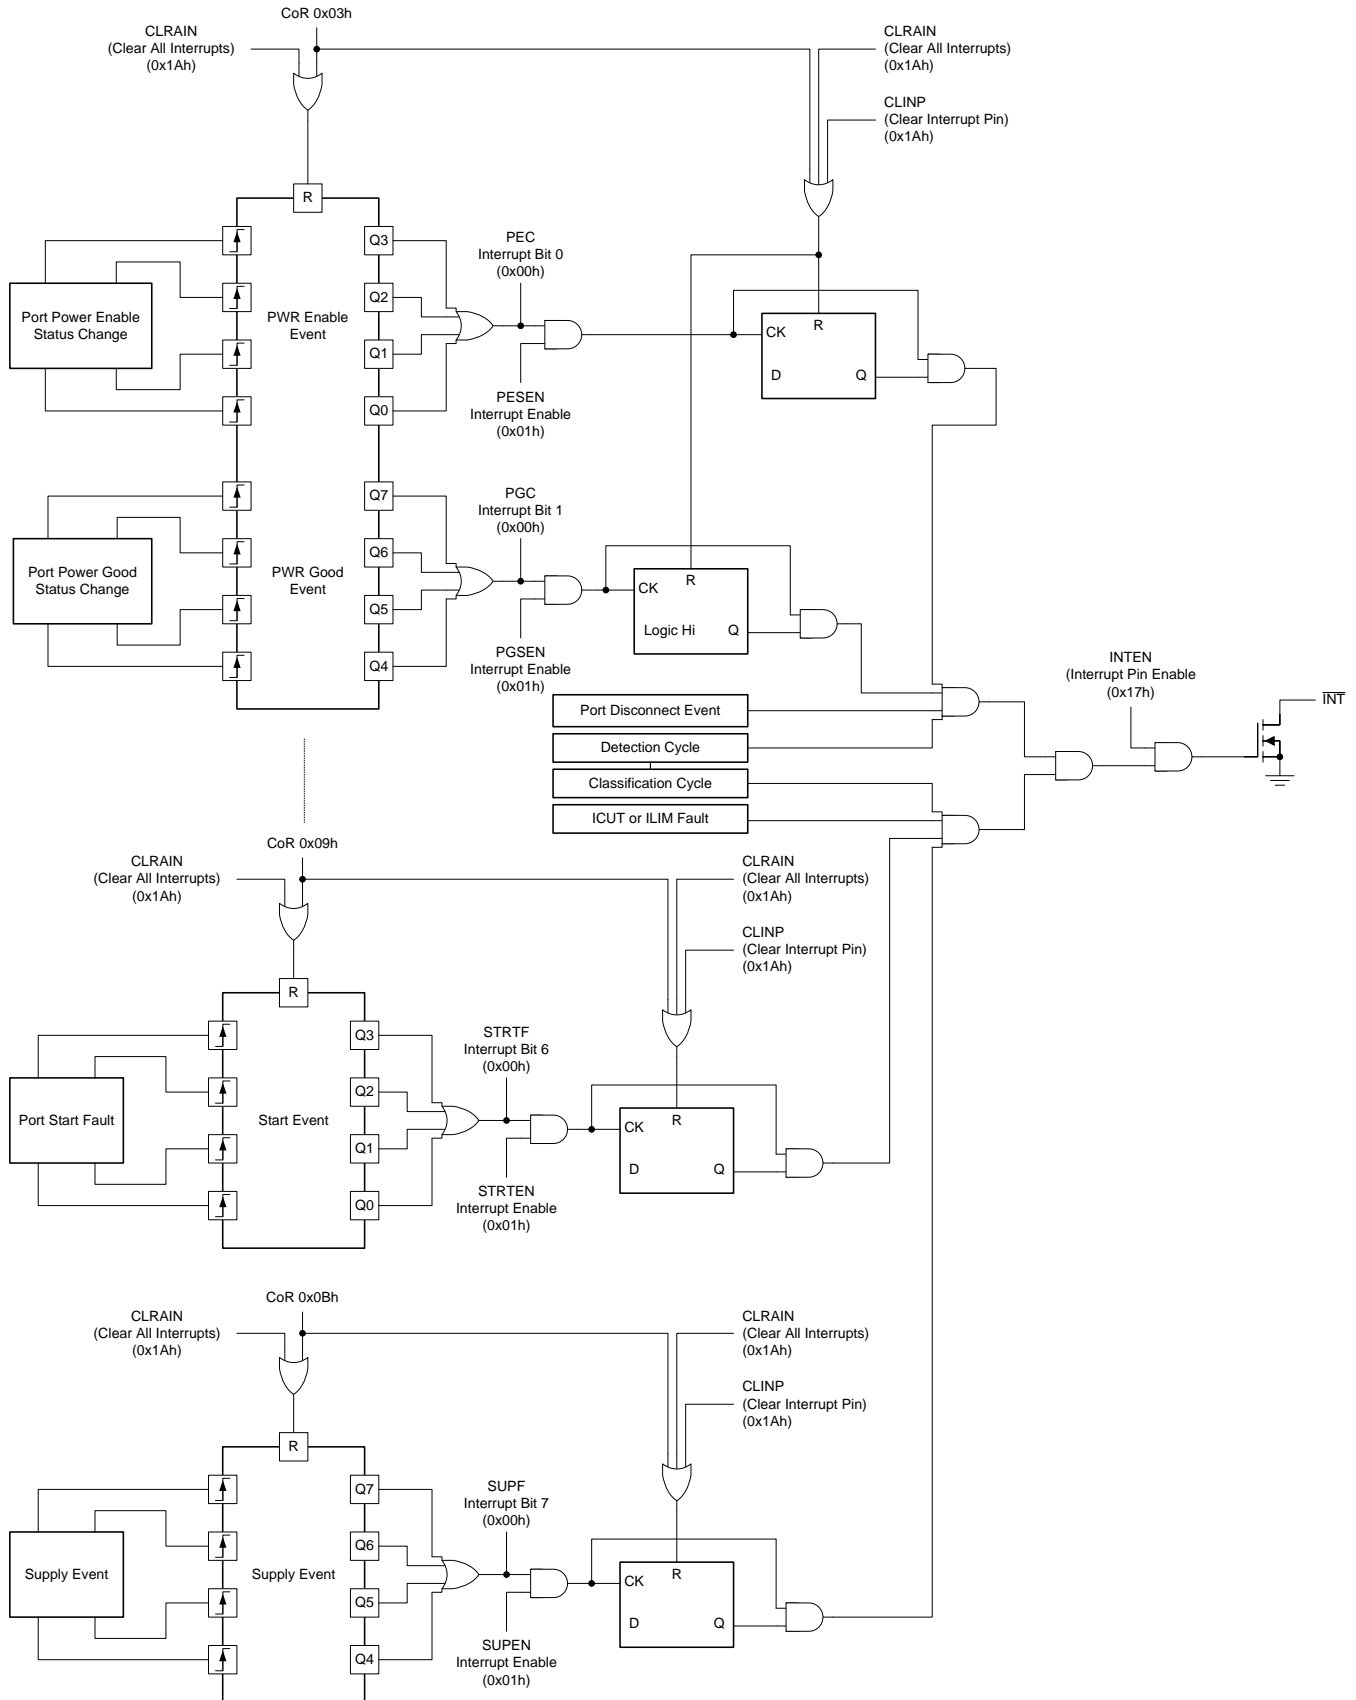 CoR 0x03h
CLRAIN
(Clear All Interrupts)
(0x1Ah)
CLRAIN
(Clear All Interrupts)
(0x1Ah)
CLINP
(Clear Interrupt Pin)
(0x1Ah)
R
Port Power Enable
Status Change
PWR Enable
Event
Q3
Q2
Q1
Q0
PEC
Interrupt Bit 0
(0x00h)
PESEN
Interrupt Enable
(0x01h)
CK
R
D
Q
Port Power Good
Status Change
PWR Good
Event
Q7
Q6
Q5
Q4
PGC
Interrupt Bit 1
(0x00h)
PGSEN
Interrupt Enable
(0x01h)
CK
R
Logic Hi
Q
Port Disconnect Event
Detection Cycle
Classification Cycle
ICUT or ILIM Fault
INTEN
(Interrupt Pin Enable
(0x17h)
INT
CoR 0x09h
CLRAIN
(Clear All Interrupts)
(0x1Ah)
CLRAIN
(Clear All Interrupts)
(0x1Ah)
CLINP
(Clear Interrupt Pin)
(0x1Ah)
R
Port Start Fault
Start Event
Q3
Q2
Q1
Q0
STRTF
Interrupt Bit 6
(0x00h)
STRTEN
Interrupt Enable
(0x01h)
CK
R
D
Q
CoR 0x0Bh
CLRAIN
(Clear All Interrupts)
(0x1Ah)
CLRAIN
(Clear All Interrupts)
(0x1Ah)
CLINP
(Clear Interrupt Pin)
(0x1Ah)
R
Supply Event
Supply Event
Q7
Q6
Q5
Q4
SUPF
Interrupt Bit 7
(0x00h)
SUPEN
Interrupt Enable
(0x01h)
CK
R
D
Q